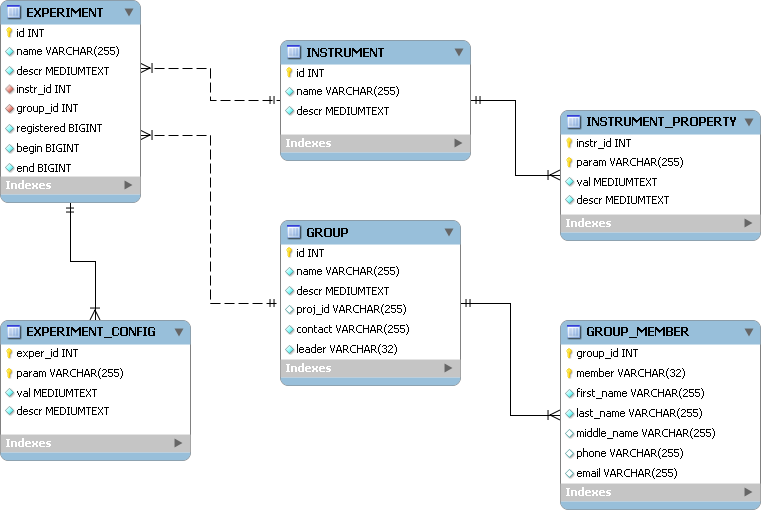 EXPERIMENT
id INT
name VARCHAR(255)
descr MEDIUMTEXT
instr_id INT
group_id INT
registered BIGINT
begin BIGINT
end BIGINT
Indexes
INSTRUMENT
id INT
name VARCHAR(255)
descr MEDIUMTEXT
Indexes
INSTRUMENT_PROPERTY
instr_id INT
param VARCHAR(255)
val MEDIUMTEXT
descr MEDIUMTEXT
Indexes
GROUP
id INT
name VARCHAR(255)
descr MEDIUMTEXT
proj_id VARCHAR(255)
contact VARCHAR(255)
leader VARCHAR(32)
Indexes
EXPERIMENT_CONFIG
exper_id INT
param VARCHAR(255)
val MEDIUMTEXT
descr MEDIUMTEXT
Indexes
GROUP_MEMBER
group_id INT
member VARCHAR(32)
first_name VARCHAR(255)
last_name VARCHAR(255)
middle_name VARCHAR(255)
phone VARCHAR(255)
email VARCHAR(255)
Indexes